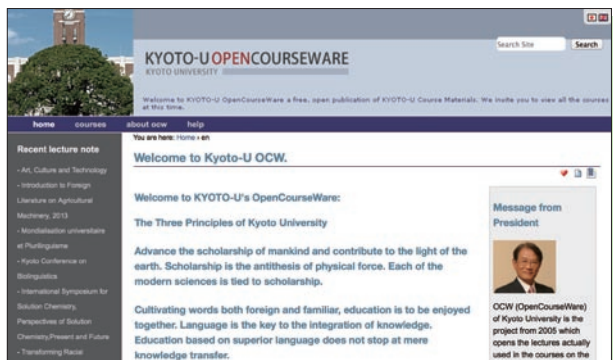 Search Site
Search
KYOTO-U OPENCOURSEWARE
KYOTO UNIVERSITY
Welcome to KYOTO-U OpenCourseWare a free, open publication of KYOTO-U Course Materials. We invite you to view all the courses
at this time.
home courses about ocw help
You are here: Home » en
Recent lecture note
- Art, Culture and Technology
- Introduction to Foreign
Literature on Agricultural
Machinery, 2013
- Mondialisation universitaire
et Plurilinguisme
- Kyoto Conference on
Biolinguistics
- International Symposium for
Solution Chemistry,
Perspectives of Solution
Chemistry,Present and Future
- Transforming Racial
Welcome to Kyoto-U OCW.
Welcome to KYOTO-U's OpenCourseWare:
The Three Principles of Kyoto University
Advance the scholarship of mankind and contribute to the light of the
earth. Scholarship is the antithesis of physical force. Each of the
modern sciences is tied to scholarship.
Cultivating words both foreign and familiar, education is to be enjoyed
together. Language is the key to the integration of knowledge.
Education based on superior language does not stop at mere
knowledge transfer.
Message from
President
OCW (OpenCourseWare)
of Kyoto University is the
project from 2005 which
opens the lectures actually
used in the courses on the